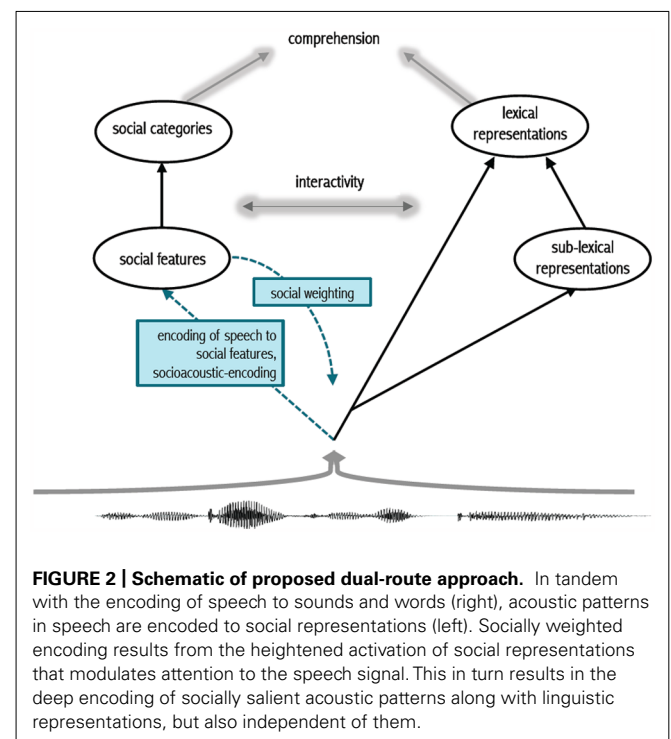 comprehension
social categories
lexical
representations
interactivity
social features
sub-lexical
representations
social weighting
encoding of speech to
social features,
socioacoustic-encoding
FIGURE 2 | Schematic of proposed dual-route approach. In tandem
with the encoding of speech to sounds and words (right), acoustic patterns
in speech are encoded to social representations (left). Socially weighted
encoding results from the heightened activation of social representations
that modulates attention to the speech signal. This in turn results in the
deep encoding of socially salient acoustic patterns along with linguistic
representations, but also independent of them.